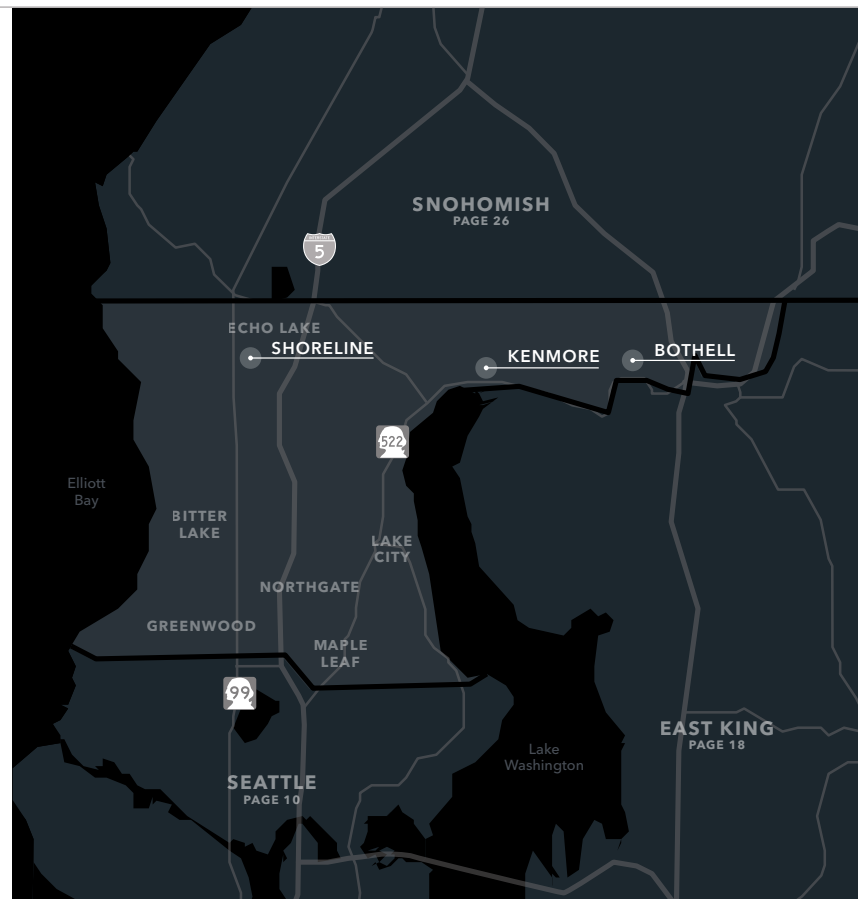 SNOHOMISH
PAGE 26
5
ECHO LAKE
SHORELINE
KENMORE
BOTHELL
522
Elliott
Bay
BITTER
LAKE
LAKE
CITY
NORTHGATE
GREENWOOD
MAPLE
LEAF
99
EAST KING
PAGE 18
Lake
Washington
SEATTLE
PAGE 10